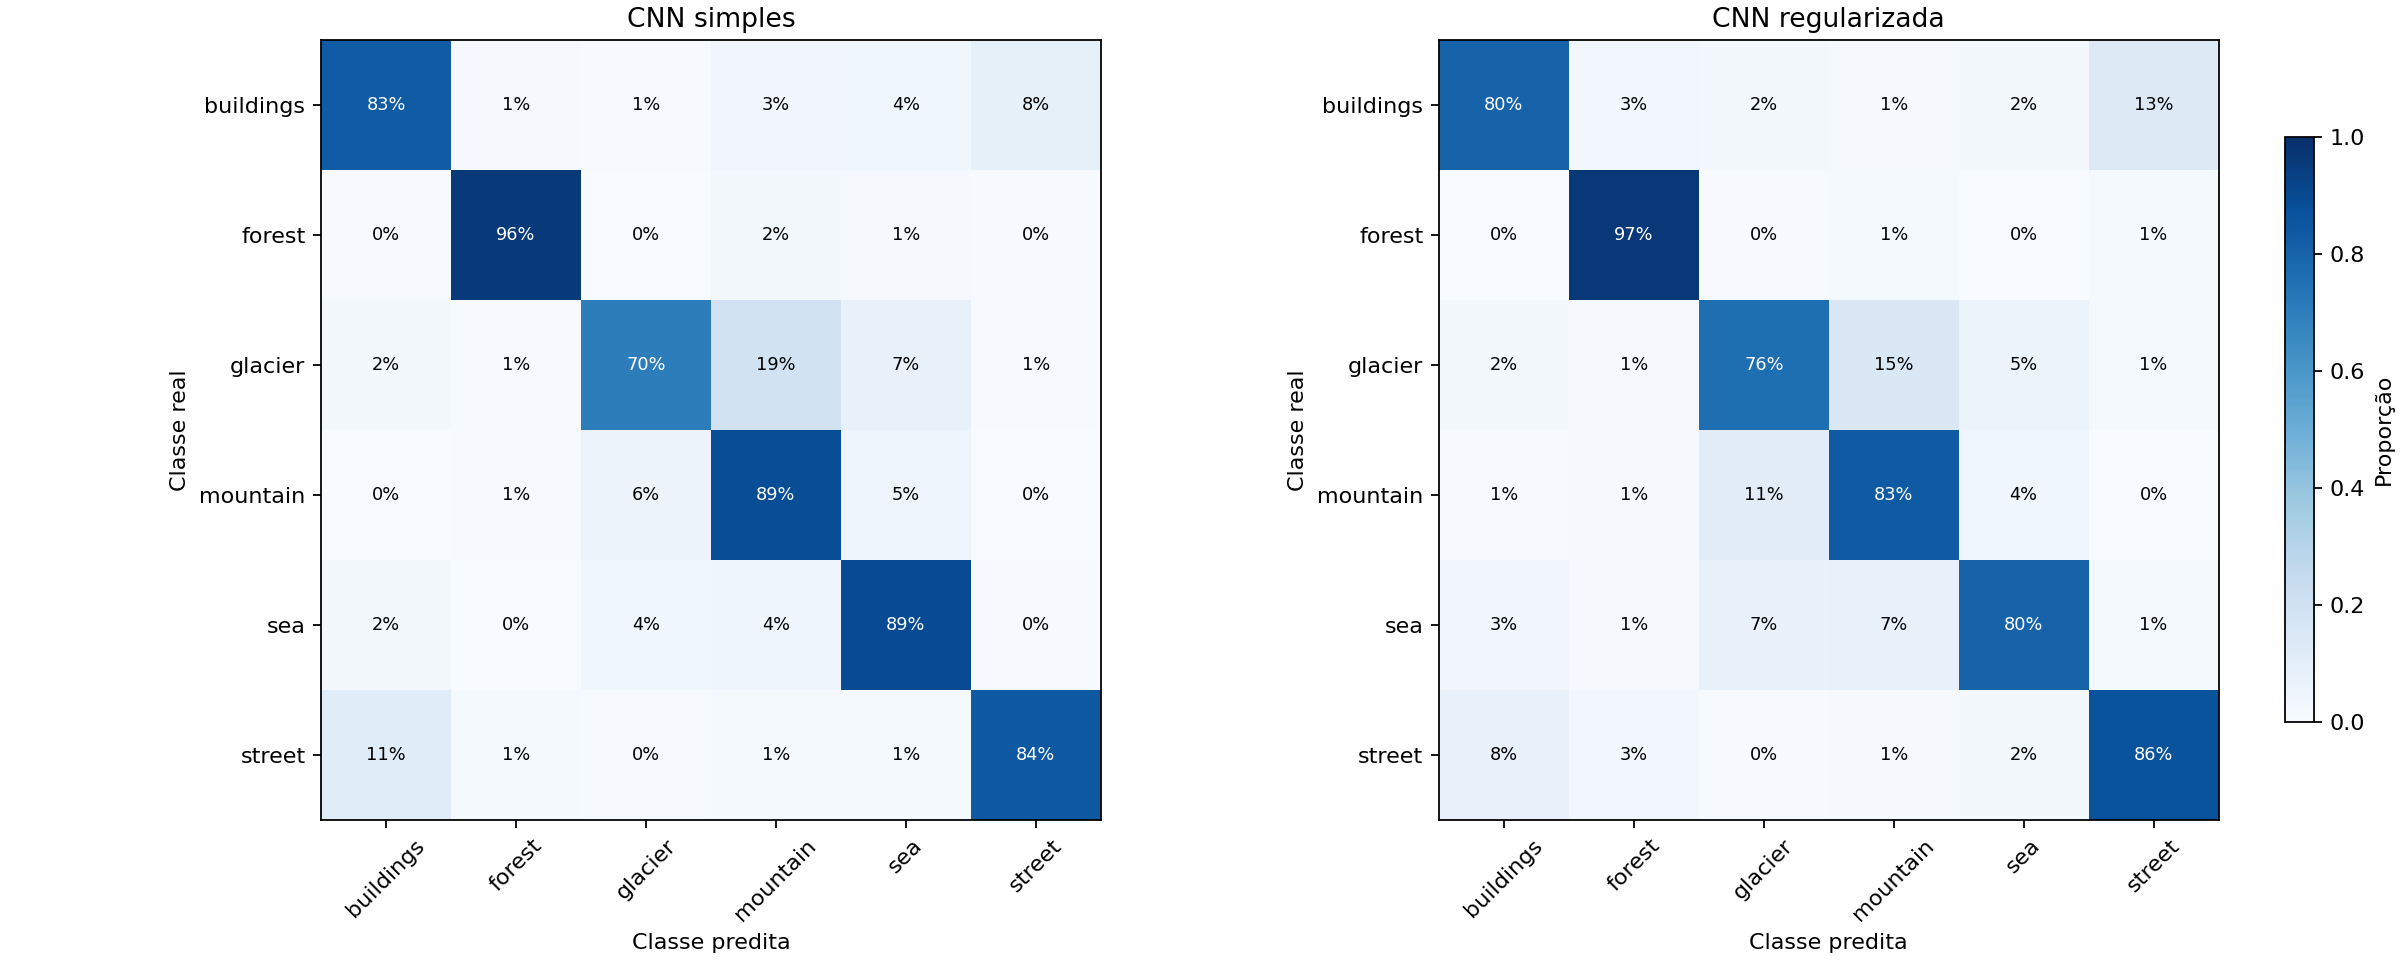 CNN simples
CNN regularizada
buildings 83% 1% 1% 3% 4% 8%
forest 0% 96% 0% 2% 1% 0%
glacier 2% 1% 70% 19% 7% 1%
mountain 0% 1% 6% 89% 5% 0%
sea 2% 0% 4% 4% 89% 0%
street 11% 1% 0% 1% 1% 84%
Classe real
buildings forest glacier mountain sea street
Classe predita
buildings 80% 3% 2% 1% 2% 13%
forest 0% 97% 0% 1% 0% 1%
glacier 2% 1% 76% 15% 5% 1%
mountain 1% 1% 11% 83% 4% 0%
sea 3% 1% 7% 7% 80% 1%
street 8% 3% 0% 1% 2% 86%
Classe real
buildings forest glacier mountain sea street
Classe predita
1.0
0.8
0.6
0.4
0.2
0.0
Proporção